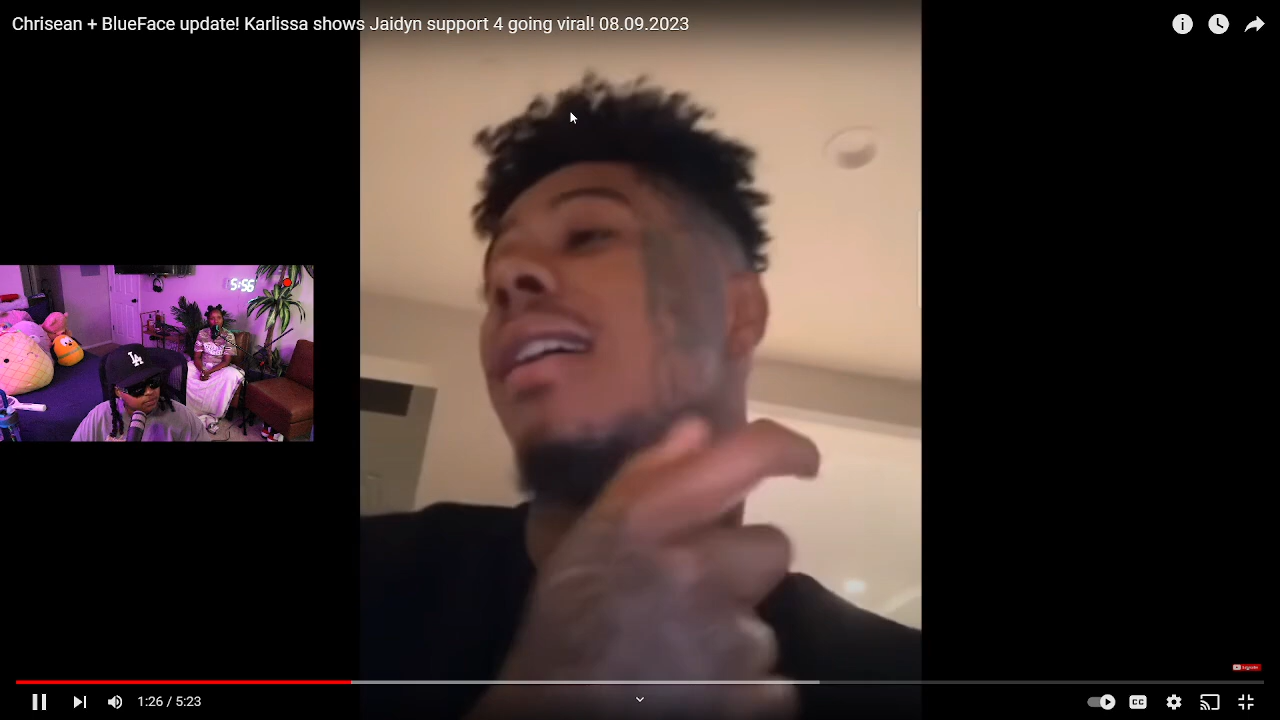 Chrisean + BlueFace update! Karlissa shows Jaidyn support 4 going viral! 08.09.2023
5:56
LA
1:26 / 5:23
CC